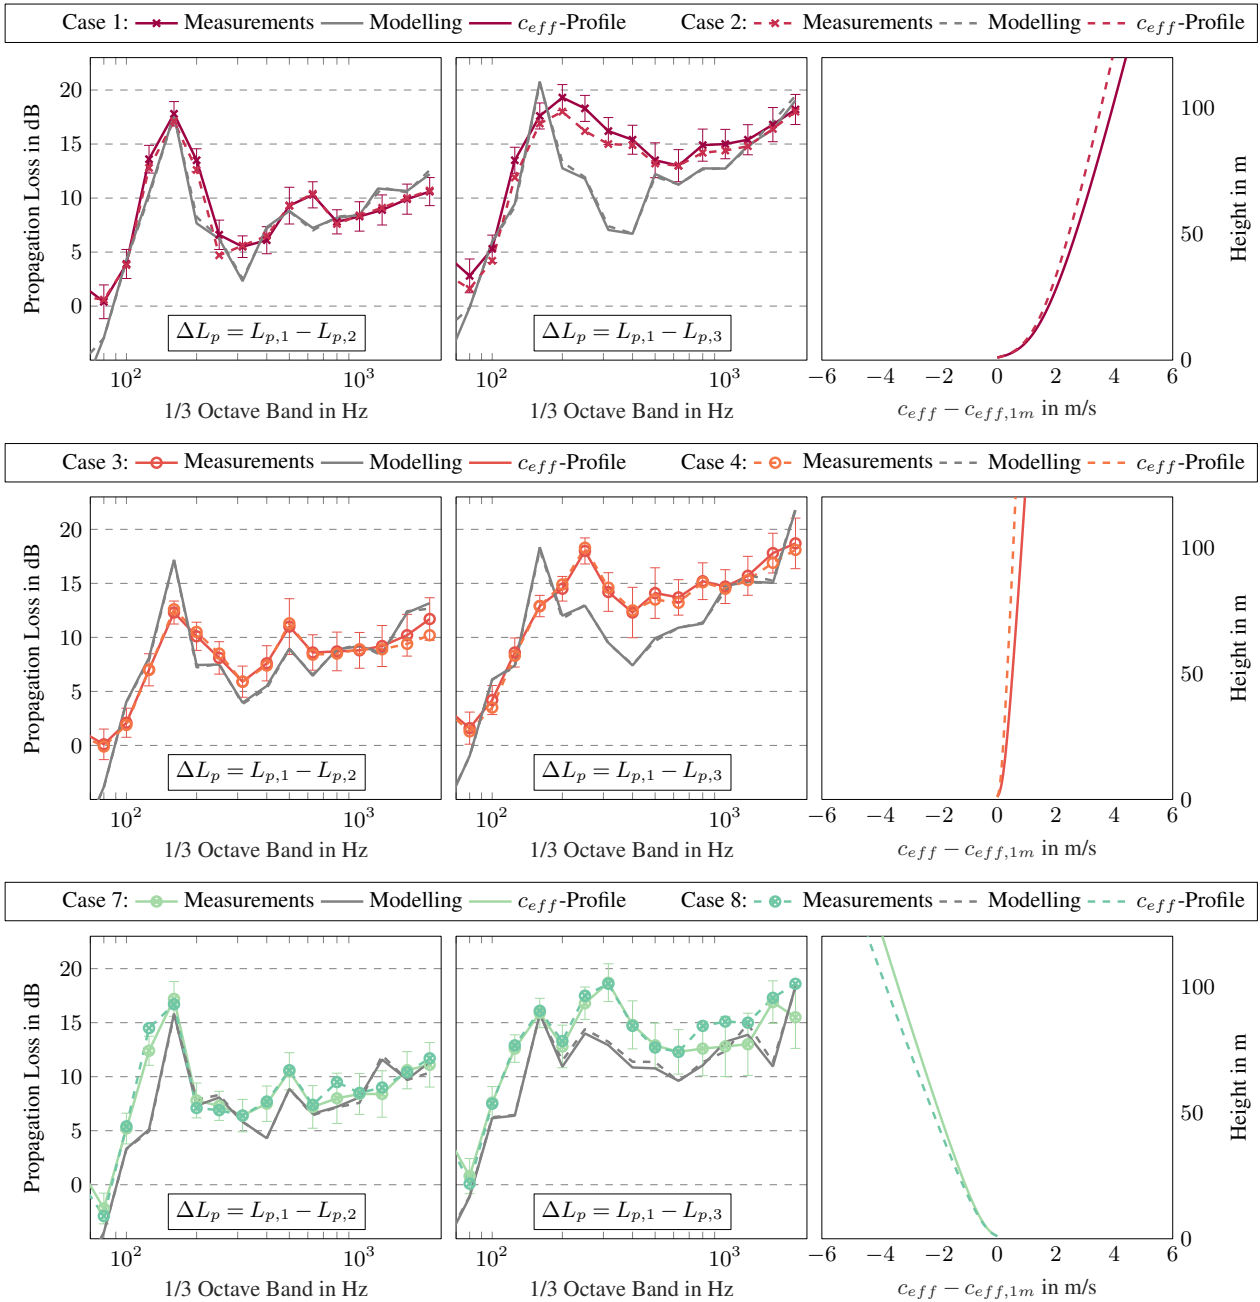 Case 1: Measurements Modelling c_eff-Profile Case 2: Measurements Modelling c_eff-Profile
Propagation Loss in dB
20
15
10
5
0
ΔL_p = L_p,1 − L_p,2
10^2 10^3
1/3 Octave Band in Hz
ΔL_p = L_p,1 − L_p,3
10^2 10^3
1/3 Octave Band in Hz
100
50
0
Height in m
−6 −4 −2 0 2 4 6
c_eff − c_eff,1m in m/s
Case 3: Measurements Modelling c_eff-Profile Case 4: Measurements Modelling c_eff-Profile
Propagation Loss in dB
20
15
10
5
0
ΔL_p = L_p,1 − L_p,2
10^2 10^3
1/3 Octave Band in Hz
ΔL_p = L_p,1 − L_p,3
10^2 10^3
1/3 Octave Band in Hz
100
50
0
Height in m
−6 −4 −2 0 2 4 6
c_eff − c_eff,1m in m/s
Case 7: Measurements Modelling c_eff-Profile Case 8: Measurements Modelling c_eff-Profile
Propagation Loss in dB
20
15
10
5
0
ΔL_p = L_p,1 − L_p,2
10^2 10^3
1/3 Octave Band in Hz
ΔL_p = L_p,1 − L_p,3
10^2 10^3
1/3 Octave Band in Hz
100
50
0
Height in m
−6 −4 −2 0 2 4 6
c_eff − c_eff,1m in m/s